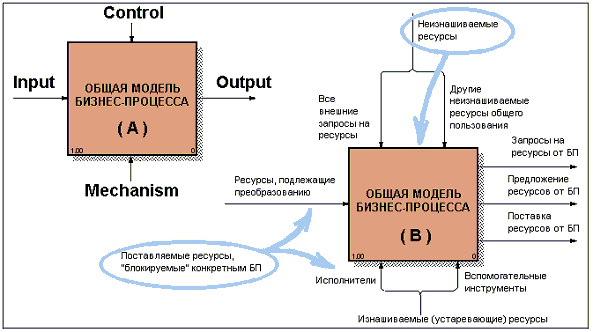 Control
Input
Output
ОБЩАЯ МОДЕЛЬ
БИЗНЕС-ПРОЦЕССА
( A )
1.00
0
Mechanism
Неизнашиваемые
ресурсы
Все
внешние
запросы на
ресурсы
Другие
неизнашиваемые
ресурсы общего
пользования
Запросы на
ресурсы от БП
Предложение
ресурсов от БП
Поставка
ресурсов от БП
Ресурсы, подлежащие
преобразованию
ОБЩАЯ МОДЕЛЬ
БИЗНЕС-ПРОЦЕССА
( B )
1.00
0
Поставляемые ресурсы,
"блокируемые" конкретным БП
Исполнители
Вспомогательные
инструменты
Изнашиваемые (устаревающие) ресурсы